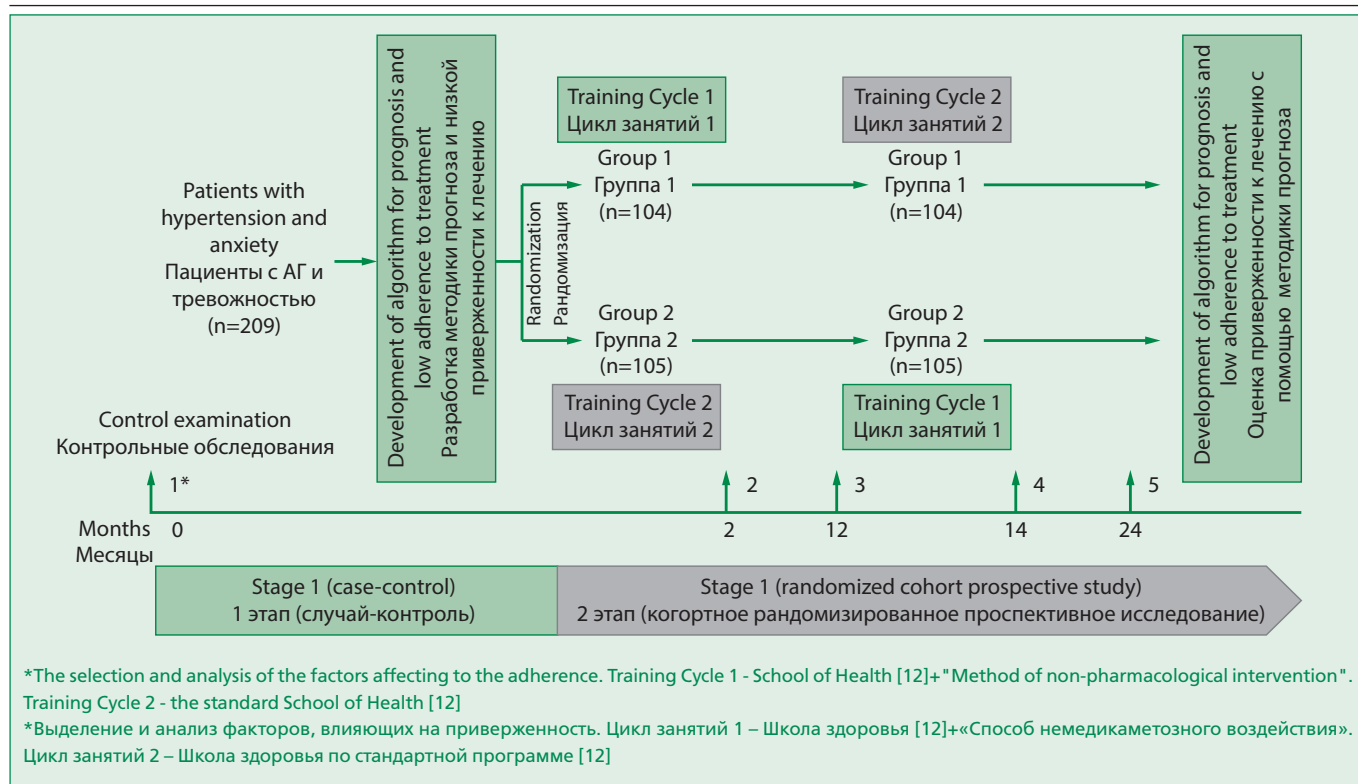 Patients with
hypertension and
anxiety
Пациенты с АГ и
тревожностью
(n=209)
Development of algorithm for prognosis and
low adherence to treatment
Разработка методики прогноза и низкой
приверженности к лечению
Randomization
Рандомизация
Training Cycle 1
Цикл занятий 1
Group 1
Группа 1
(n=104)
Training Cycle 2
Цикл занятий 2
Group 1
Группа 1
(n=104)
Group 2
Группа 2
(n=105)
Training Cycle 2
Цикл занятий 2
Group 2
Группа 2
(n=105)
Training Cycle 1
Цикл занятий 1
Development of algorithm for prognosis and
low adherence to treatment
Оценка приверженности к лечению с
помощью методики прогноза
Control examination
Контрольные обследования
1* 2 3 4 5
Months 0 2 12 14 24
Месяцы
Stage 1 (case-control)
1 этап (случай-контроль)
Stage 1 (randomized cohort prospective study)
2 этап (когортное рандомизированное проспективное исследование)
*The selection and analysis of the factors affecting to the adherence. Training Cycle 1 - School of Health [12]+"Method of non-pharmacological intervention".
Training Cycle 2 - the standard School of Health [12]
*Выделение и анализ факторов, влияющих на приверженность. Цикл занятий 1 – Школа здоровья [12]+«Способ немедикаметозного воздействия».
Цикл занятий 2 – Школа здоровья по стандартной программе [12]